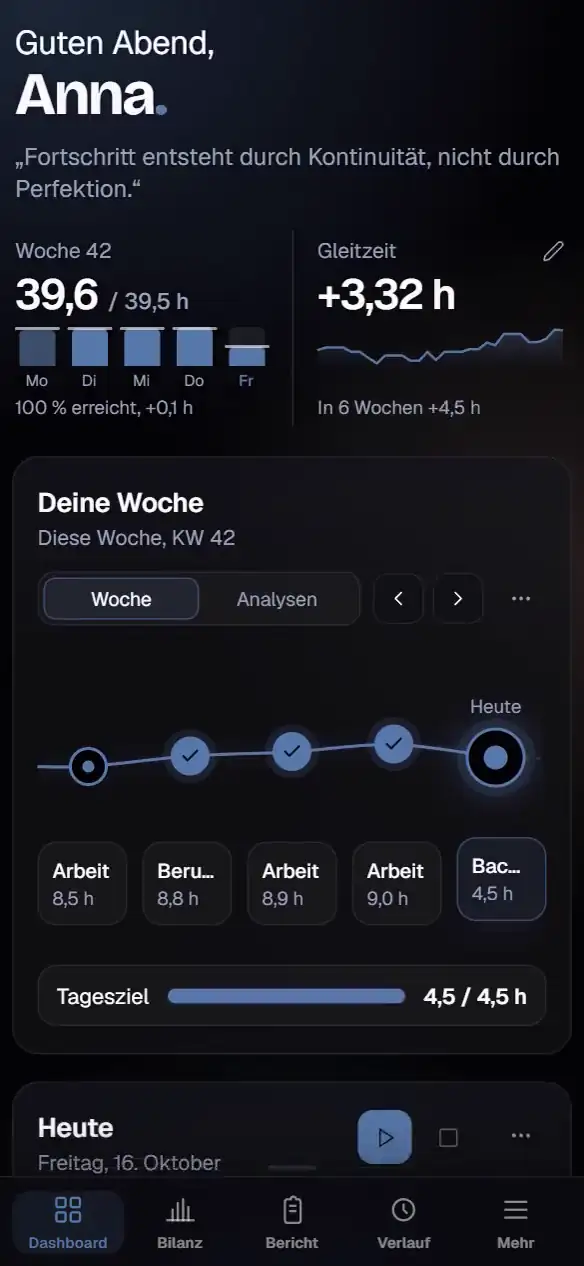 Guten Abend,
Anna.
„Fortschritt entsteht durch Kontinuität, nicht durch
Perfektion.“
Woche 42
39,6 / 39,5 h
Mo Di Mi Do Fr
100 % erreicht, +0,1 h
Gleitzeit
+3,32 h
In 6 Wochen +4,5 h
Deine Woche
Diese Woche, KW 42
Woche Analysen
Heute
Arbeit Beru... Arbeit Arbeit Bac...
8,5 h 8,8 h 8,9 h 9,0 h 4,5 h
Tagesziel 4,5 / 4,5 h
Heute
Freitag, 16. Oktober
Dashboard Bilanz Bericht Verlauf Mehr